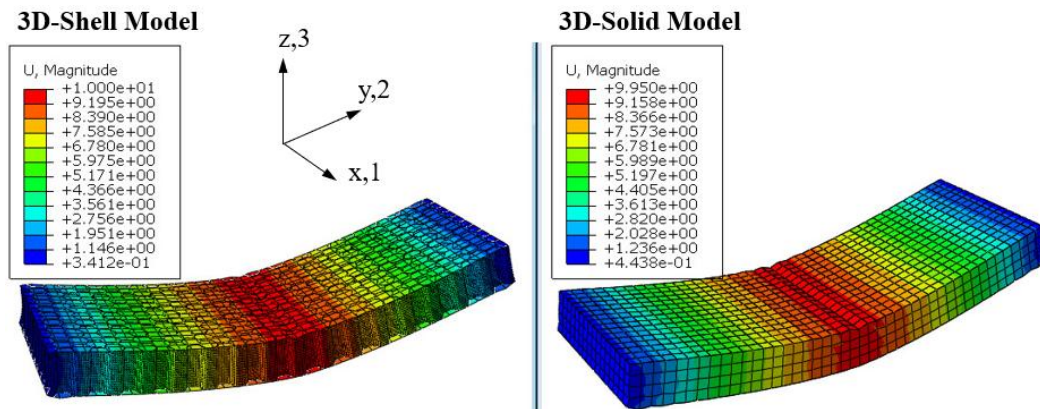 3D-Shell Model
U, Magnitude
+1.000e+01
+9.195e+00
+8.390e+00
+7.585e+00
+6.780e+00
+5.975e+00
+5.171e+00
+4.366e+00
+3.561e+00
+2.756e+00
+1.951e+00
+1.146e+00
+3.412e-01
z,3
y,2
x,1
3D-Solid Model
U, Magnitude
+9.950e+00
+9.158e+00
+8.366e+00
+7.573e+00
+6.781e+00
+5.989e+00
+5.197e+00
+4.405e+00
+3.613e+00
+2.820e+00
+2.028e+00
+1.236e+00
+4.438e-01